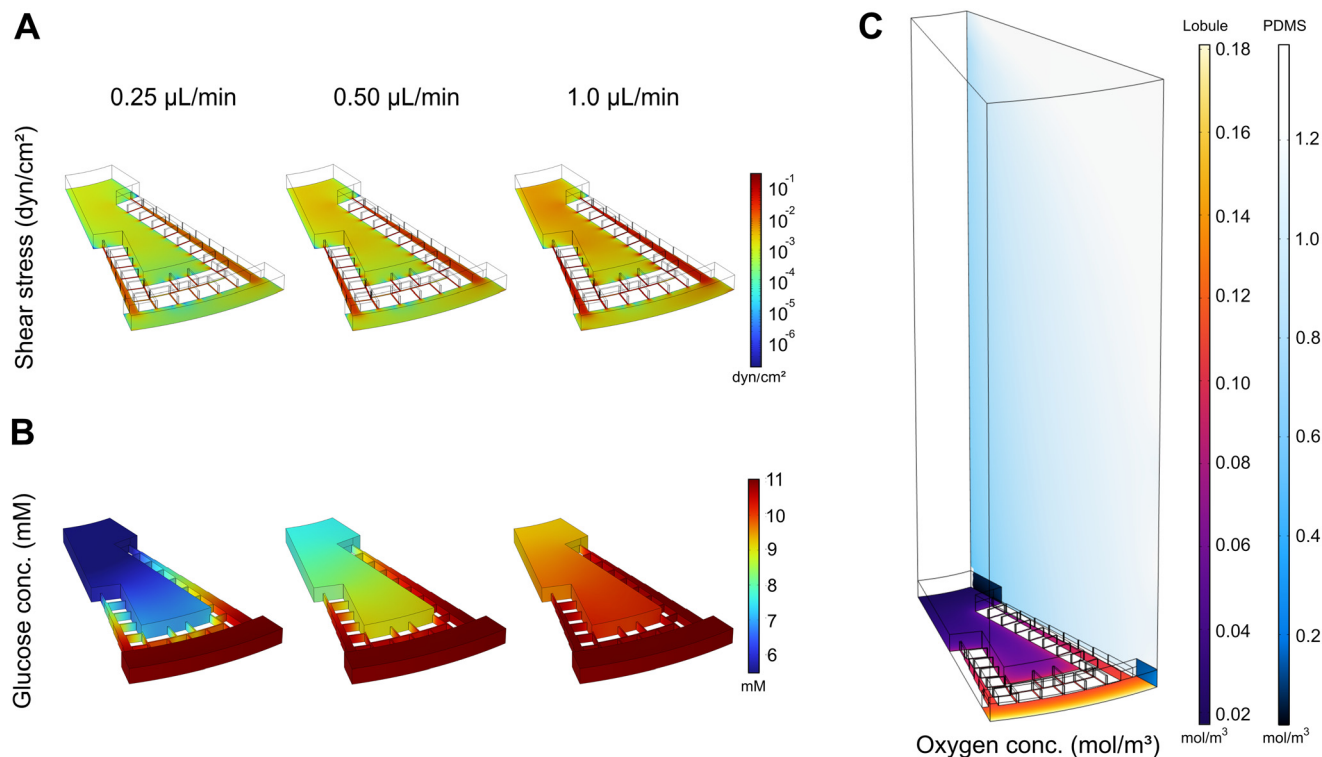 A
0.25 µL/min
0.50 µL/min
1.0 µL/min
Shear stress (dyn/cm²)
10⁻¹
10⁻²
10⁻³
10⁻⁴
10⁻⁵
10⁻⁶
dyn/cm²
B
Glucose conc. (mM)
11
10
9
8
7
6
mM
C
Lobule
PDMS
0.18
0.16
0.14
0.12
0.10
0.08
0.06
0.04
0.02
mol/m³
1.2
1.0
0.8
0.6
0.4
0.2
mol/m³
Oxygen conc. (mol/m³)